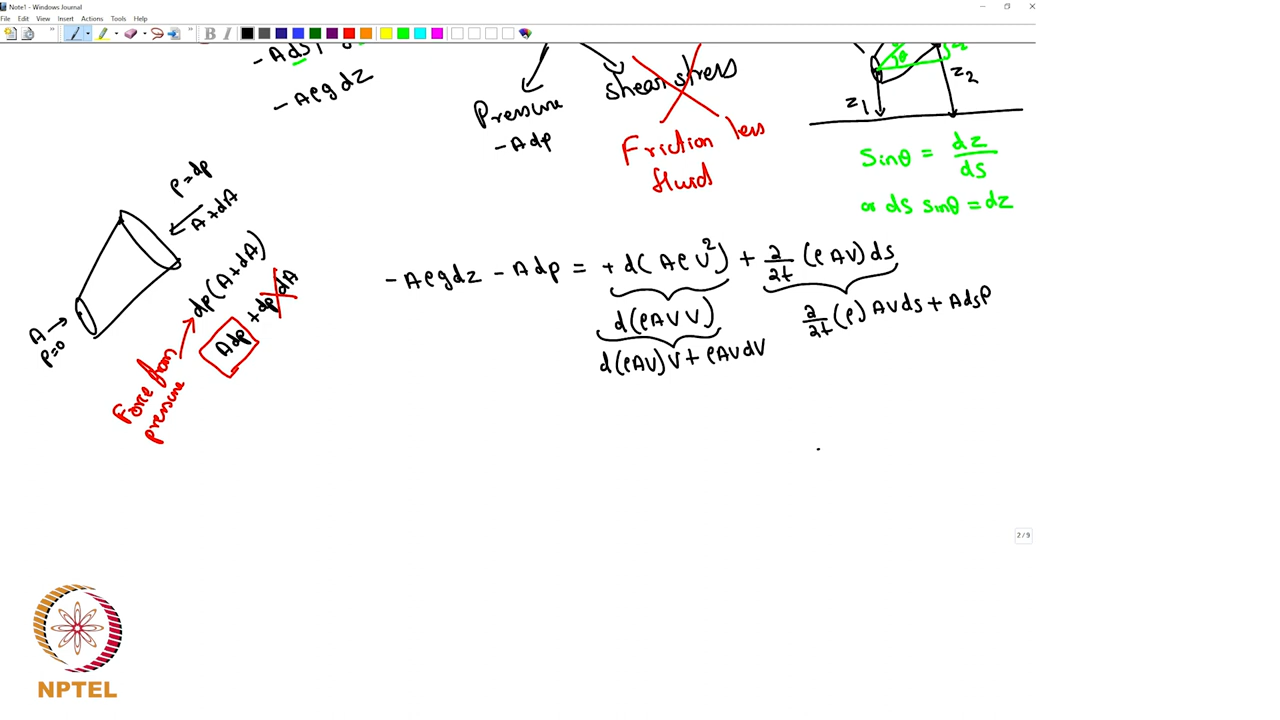 Note1 - Windows Journal
File Edit View Insert Actions Tools Help
B I
- Ads
- Aρgdz
Pressure
- Adp
shear stress
Friction less
fluid
z1
z2
θ
Sinθ = dz/ds
or ds sinθ = dz
P=dp
A+dA
A
P=0
dp(A+dA)
Adp + dp dA
Force from
pressure
-Aρgdz - Adp = + d(AρV²) + ∂/∂t (ρAV) ds
d(ρAVV)
d(ρAV)V + ρAVdV
∂/∂t (ρ) AVds + Adsρ
2/9
NPTEL